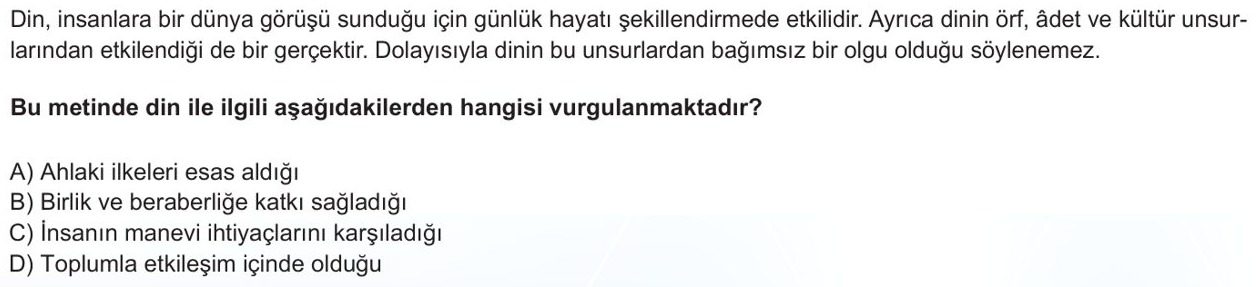 Din, insanlara bir dünya görüşü sunduğu için günlük hayatı şekillendirmede etkilidir. Ayrıca dinin örf, âdet ve kültür unsur-
larından etkilendiği de bir gerçektir. Dolayısıyla dinin bu unsurlardan bağımsız bir olgu olduğu söylenemez.
Bu metinde din ile ilgili aşağıdakilerden hangisi vurgulanmaktadır?
A) Ahlaki ilkeleri esas aldığı
B) Birlik ve beraberliğe katkı sağladığı
C) İnsanın manevi ihtiyaçlarını karşıladığı
D) Toplumla etkileşim içinde olduğu